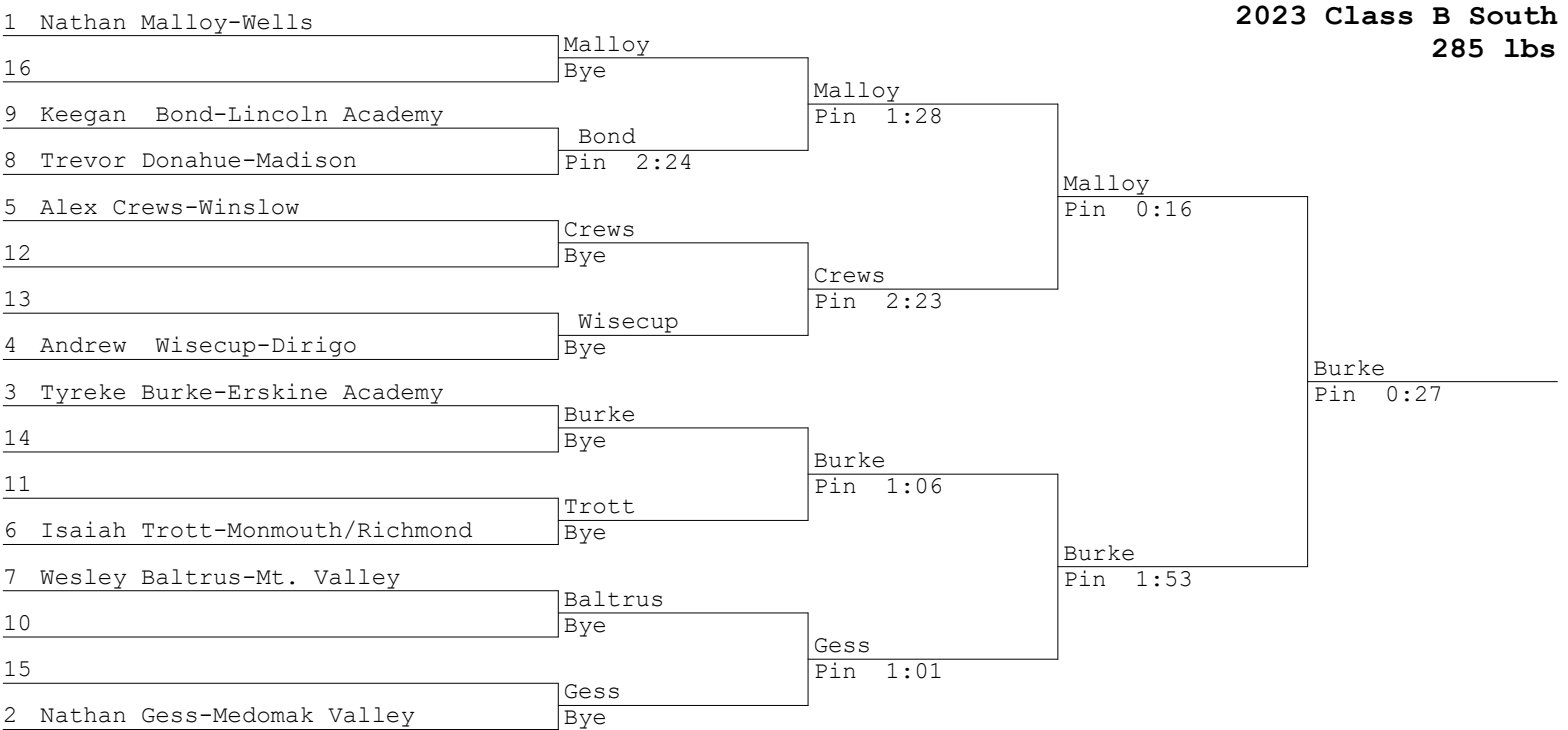 2023 Class B South
285 lbs
1 Nathan Malloy-Wells
16
9 Keegan  Bond-Lincoln Academy
8 Trevor Donahue-Madison
5 Alex Crews-Winslow
12
13
4 Andrew  Wisecup-Dirigo
3 Tyreke Burke-Erskine Academy
14
11
6 Isaiah Trott-Monmouth/Richmond
7 Wesley Baltrus-Mt. Valley
10
15
2 Nathan Gess-Medomak Valley
Malloy
Bye
Bond
Pin  2:24
Crews
Bye
Wisecup
Bye
Burke
Bye
Trott
Bye
Baltrus
Bye
Gess
Bye
Malloy
Pin  1:28
Crews
Pin  2:23
Burke
Pin  1:06
Gess
Pin  1:01
Malloy
Pin  0:16
Burke
Pin  1:53
Burke
Pin  0:27